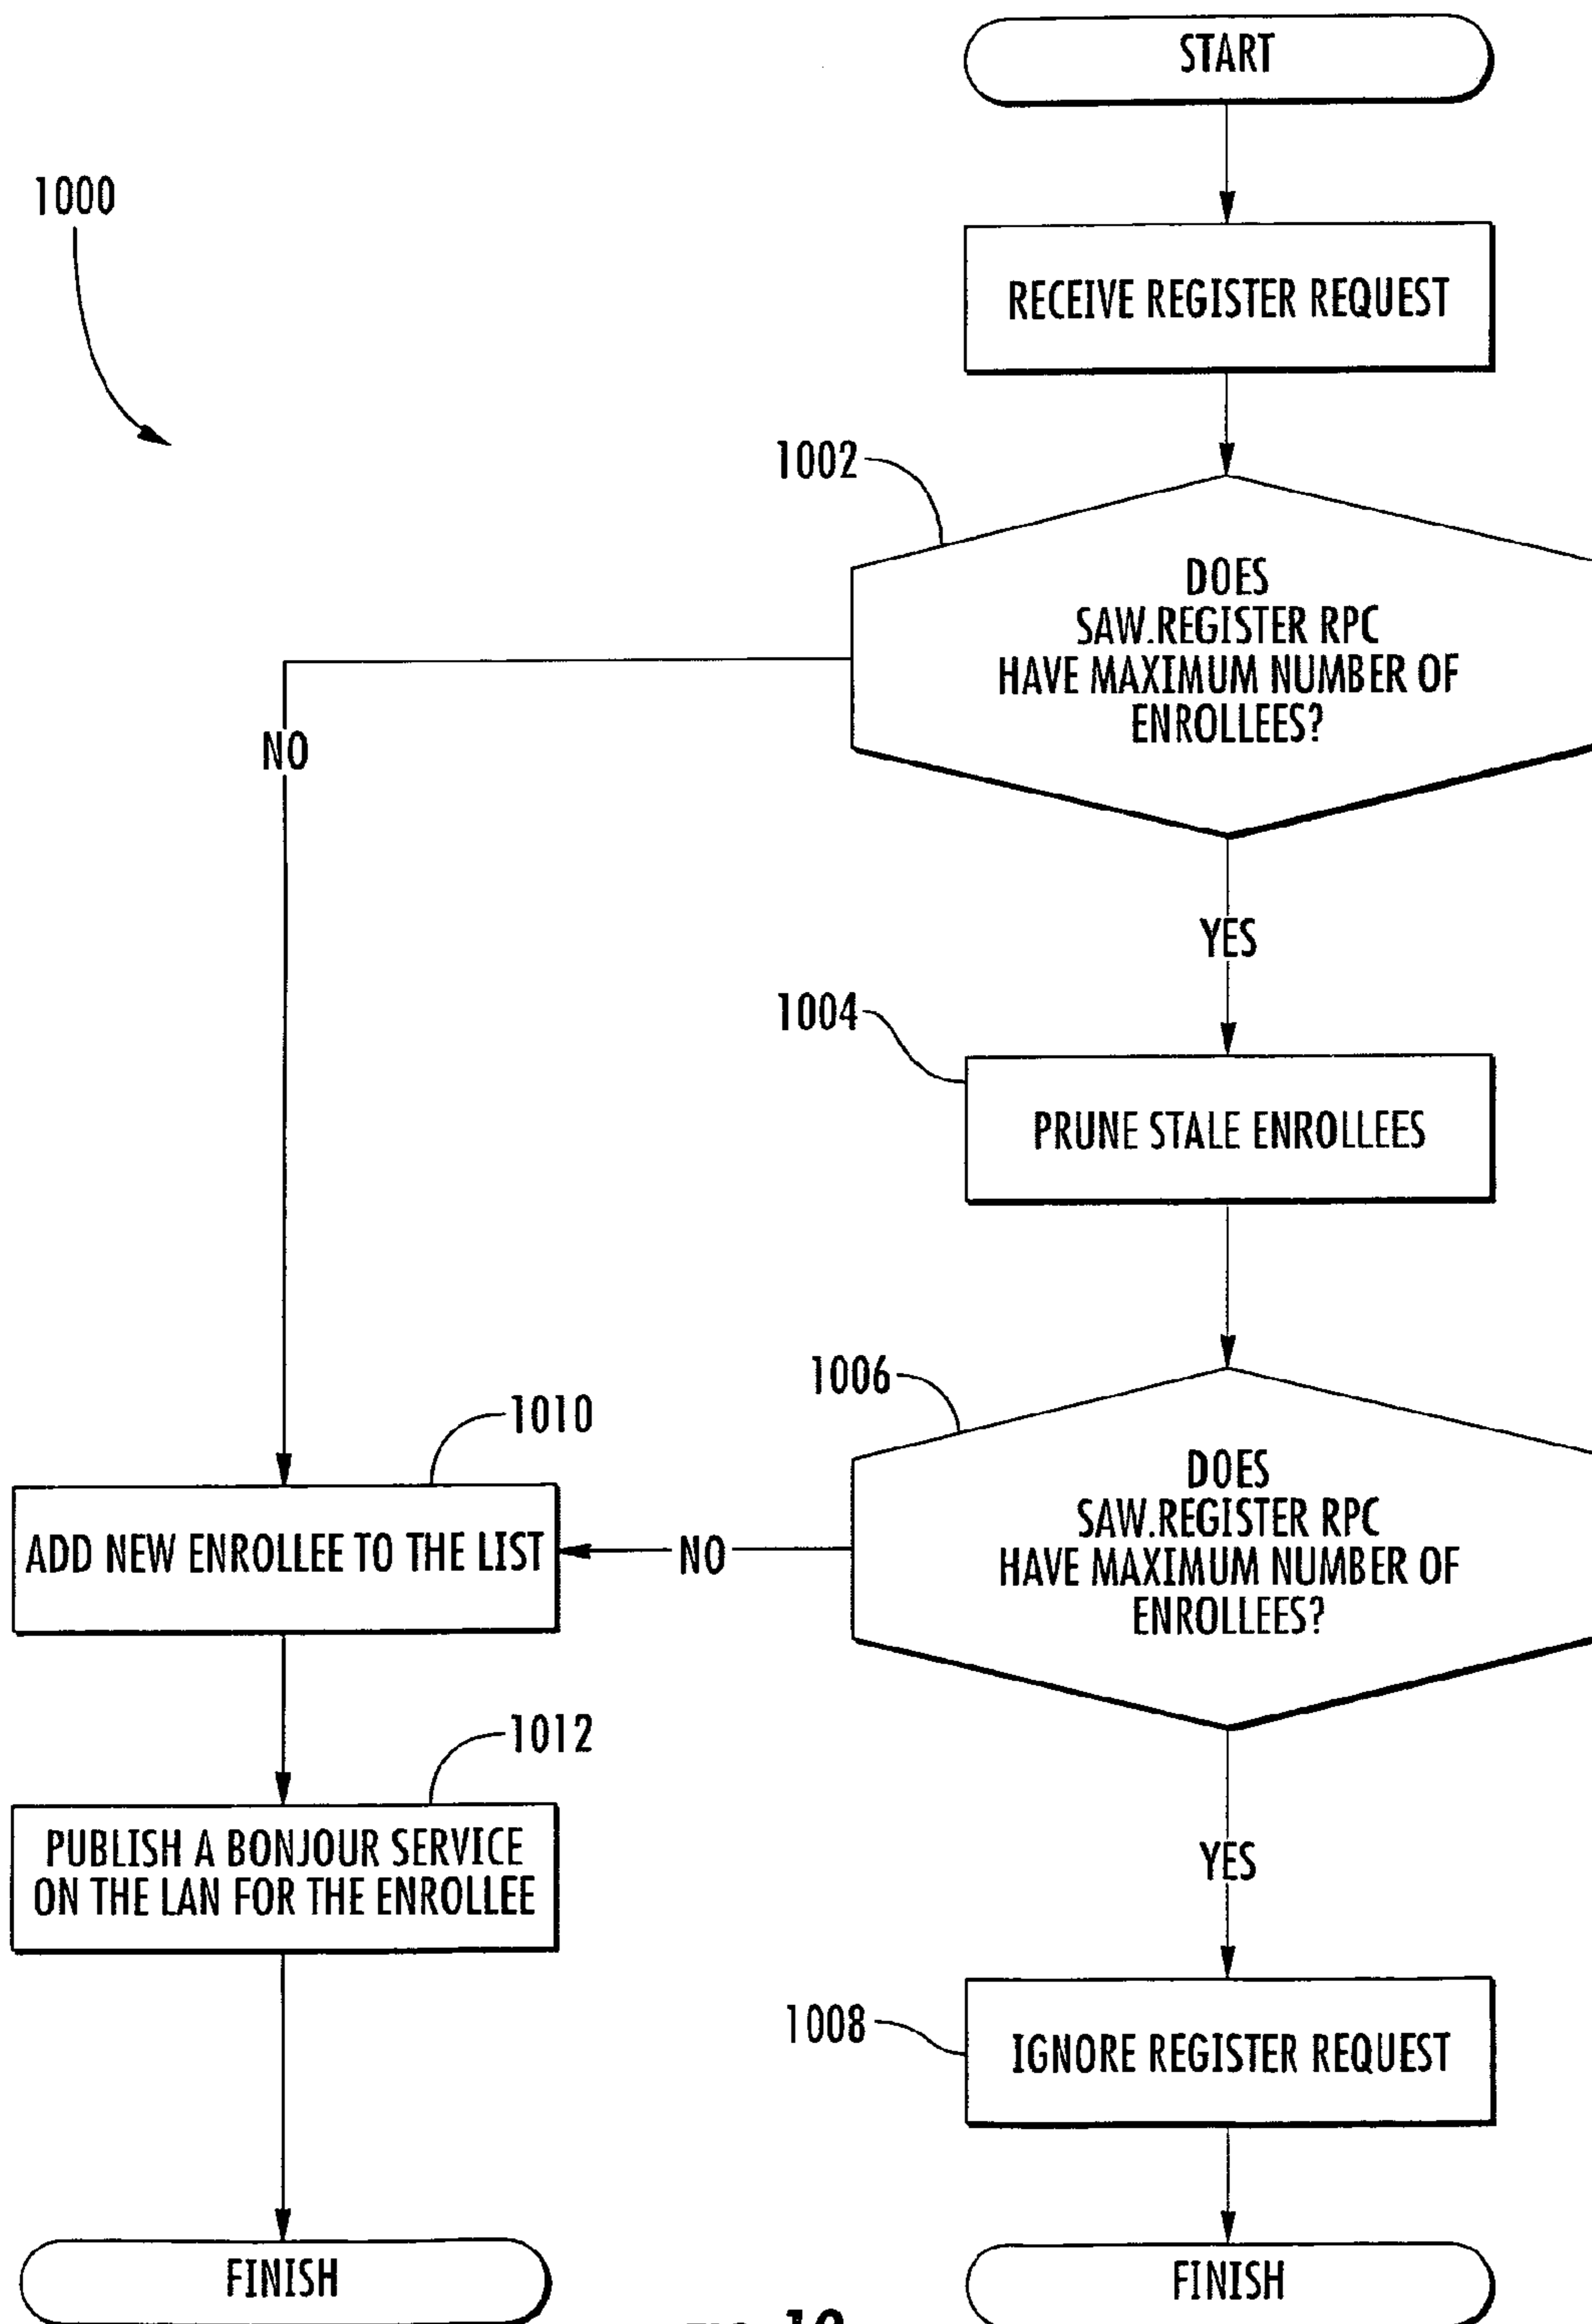 START
1000
RECEIVE REGISTER REQUEST
1002
DOES
SAW.REGISTER RPC
HAVE MAXIMUM NUMBER OF
ENROLLEES?
NO
YES
1004
PRUNE STALE ENROLLEES
1006
DOES
SAW.REGISTER RPC
HAVE MAXIMUM NUMBER OF
ENROLLEES?
1010
ADD NEW ENROLLEE TO THE LIST
NO
1012
PUBLISH A BONJOUR SERVICE
ON THE LAN FOR THE ENROLLEE
YES
1008
IGNORE REGISTER REQUEST
FINISH
FINISH